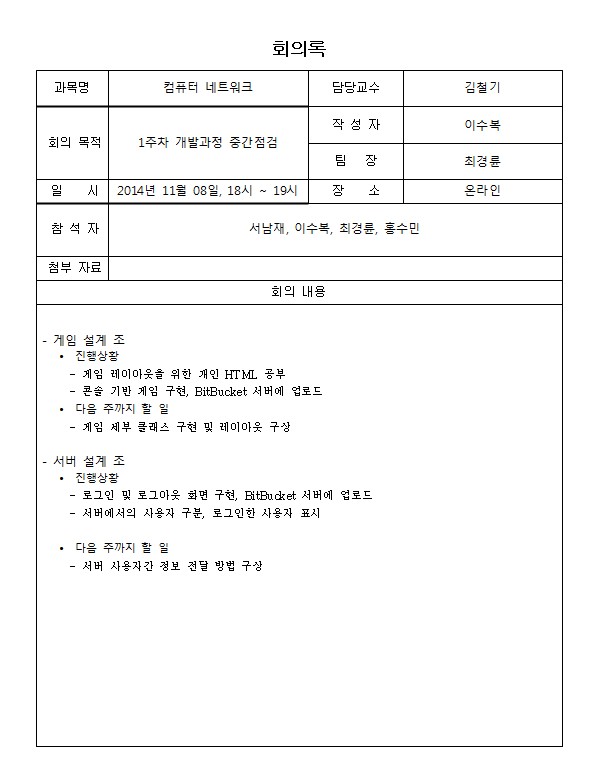 회의록
과목명 컴퓨터 네트워크 담당교수 김철기
회의 목적 1주차 개발과정 중간점검 작 성 자 이수복
팀 장 최경륜
일 시 2014년 11월 08일, 18시 ~ 19시 장 소 온라인
참 석 자 서남재, 이수복, 최경륜, 홍수민
첨부 자료
회의 내용
- 게임 설계 조
• 진행상황
- 게임 레이아웃을 위한 개인 HTML 공부
- 콘솔 기반 게임 구현, BitBucket 서버에 업로드
• 다음 주까지 할 일
- 게임 세부 클래스 구현 및 레이아웃 구상
- 서버 설계 조
• 진행상황
- 로그인 및 로그아웃 화면 구현, BitBucket 서버에 업로드
- 서버에서의 사용자 구분, 로그인한 사용자 표시
• 다음 주까지 할 일
- 서버 사용자간 정보 전달 방법 구상